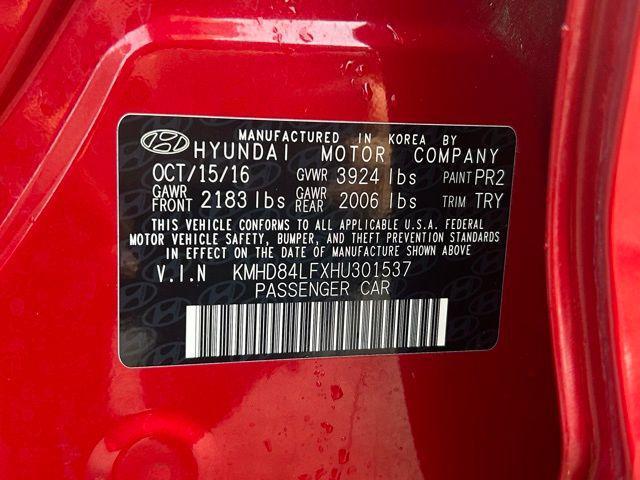 MANUFACTURED IN KOREA BY
HYUNDAI MOTOR COMPANY
OCT/15/16 GVWR 3924 lbs PAINT PR2
GAWR FRONT 2183 lbs GAWR REAR 2006 lbs TRIM TRY
THIS VEHICLE CONFORMS TO ALL APPLICABLE U.S.A. FEDERAL
MOTOR VEHICLE SAFETY, BUMPER, AND THEFT PREVENTION STANDARDS
IN EFFECT ON THE DATE OF MANUFACTURE SHOWN ABOVE
V.I.N KMHD84LFXHU301537
PASSENGER CAR